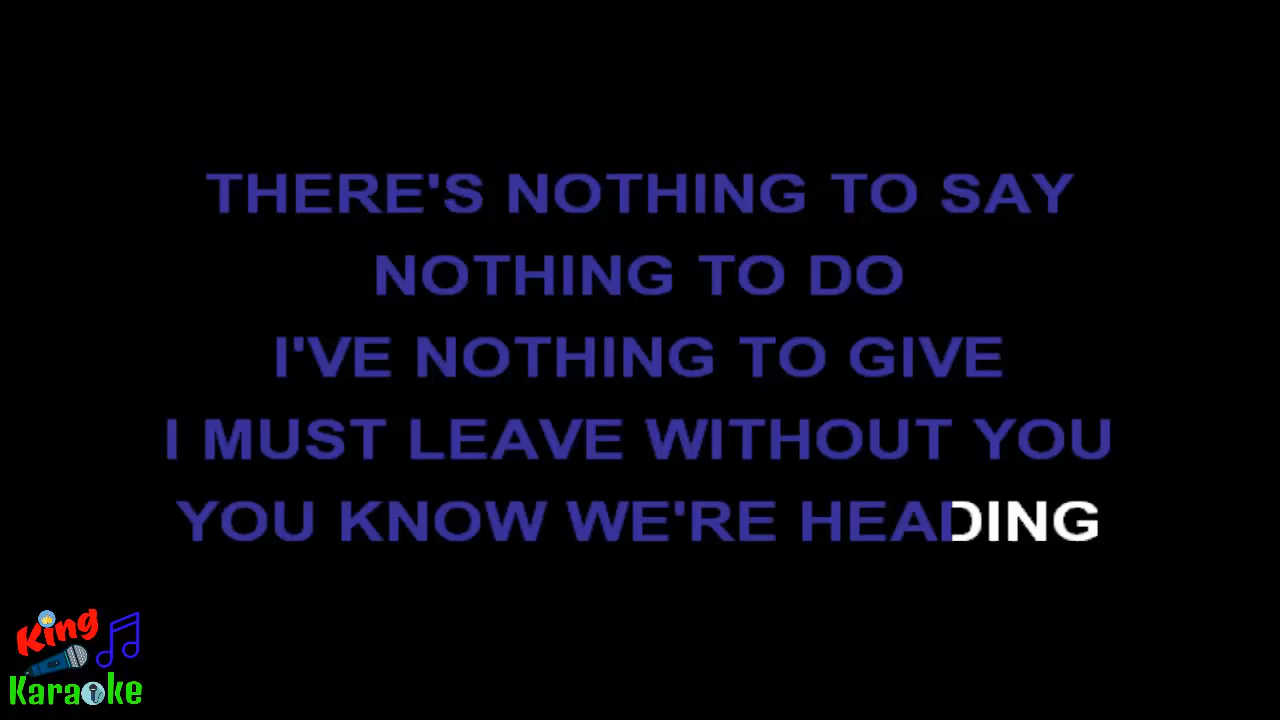 THERE'S NOTHING TO SAY
NOTHING TO DO
I'VE NOTHING TO GIVE
I MUST LEAVE WITHOUT YOU
YOU KNOW WE'RE HEADING
King
Karaoke